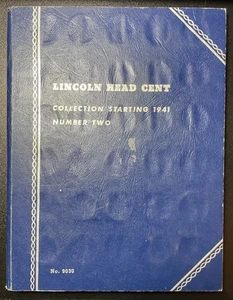 LINCOLN HEAD CENT
COLLECTION STARTING 1941
NUMBER TWO
No. 9030